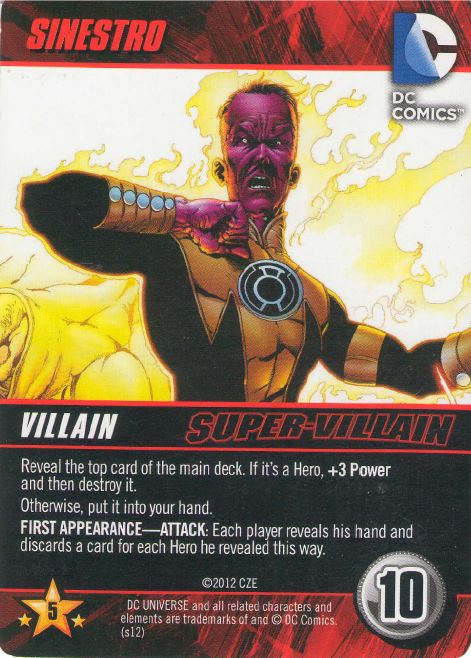 SINESTRO
DC
COMICS™
VILLAIN
SUPER-VILLAIN
Reveal the top card of the main deck. If it's a Hero, +3 Power
and then destroy it.
Otherwise, put it into your hand.
FIRST APPEARANCE—ATTACK: Each player reveals his hand and
discards a card for each Hero he revealed this way.
©2012 CZE
5
DC UNIVERSE and all related characters and
elements are trademarks of and © DC Comics.
(s12)
10